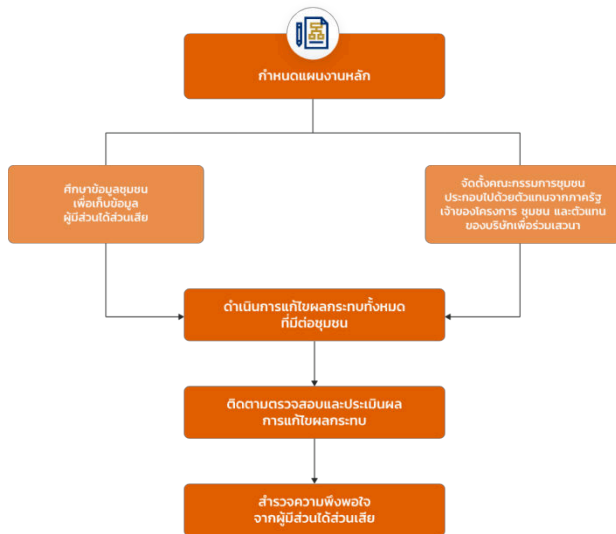 กำหนดแผนงานหลัก
ศึกษาข้อมูลชุมชน
เพื่อเก็บข้อมูล
ผู้มีส่วนได้ส่วนเสีย
จัดตั้งคณะกรรมการชุมชน
ประกอบไปด้วยตัวแทนจากภาครัฐ
เจ้าของโครงการ ชุมชน และตัวแทน
ของบริษัทเพื่อร่วมเสวนา
ดำเนินการแก้ไขผลกระทบทั้งหมด
ที่มีต่อชุมชน
ติดตามตรวจสอบและประเมินผล
การแก้ไขผลกระทบ
สำรวจความพึงพอใจ
จากผู้มีส่วนได้ส่วนเสีย